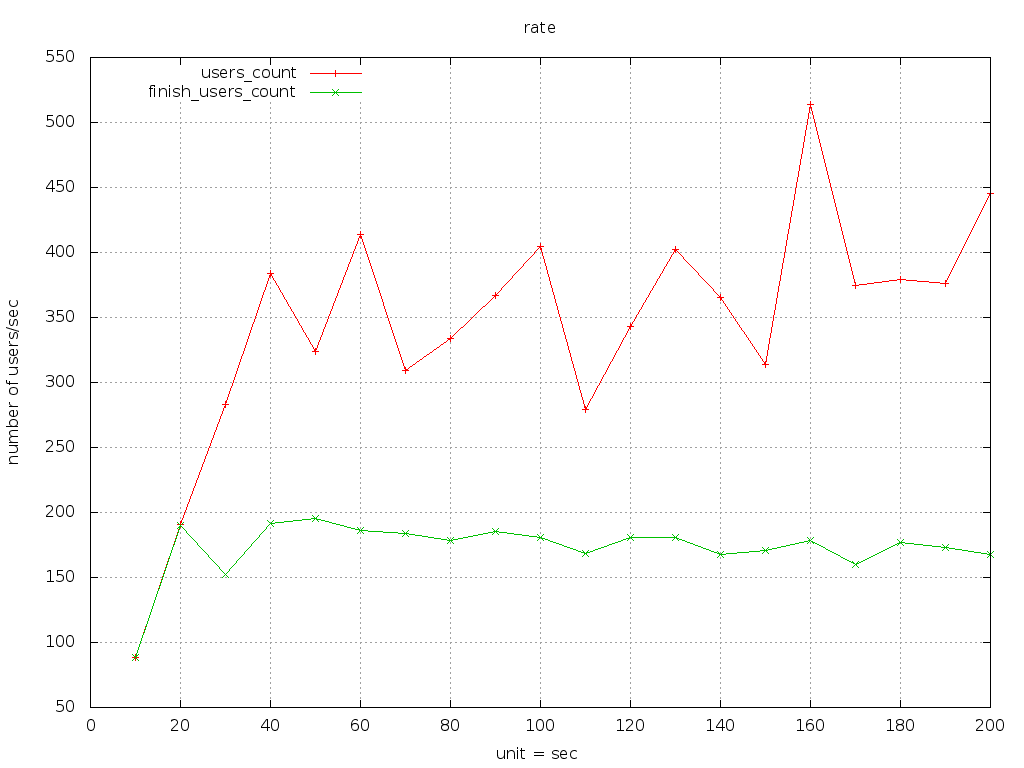 rate
users_count
finish_users_count
550
500
450
400
350
300
250
200
150
100
50
number of users/sec
0 20 40 60 80 100 120 140 160 180 200
unit = sec